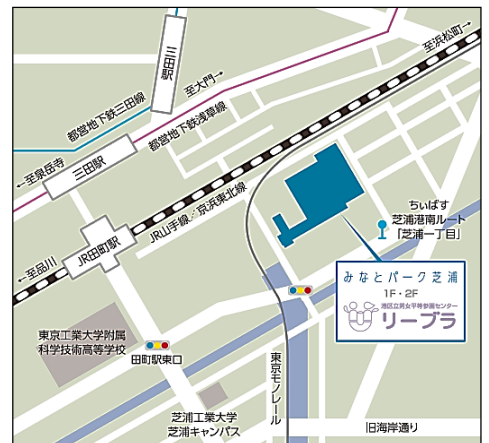 三田駅
至浜松町→
至大門→
都営地下鉄三田線
都営地下鉄浅草線
←至泉岳寺
三田駅
JR山手線／京浜東北線
JR田町駅
←至品川
ちぃばす
芝浦港南ルート
「芝浦一丁目」
みなとパーク芝浦
1F・2F
港区立男女平等参画センター
リーブラ
東京工業大学附属
科学技術高等学校
田町駅東口
東京モノレール
芝浦工業大学
芝浦キャンパス
旧海岸通り